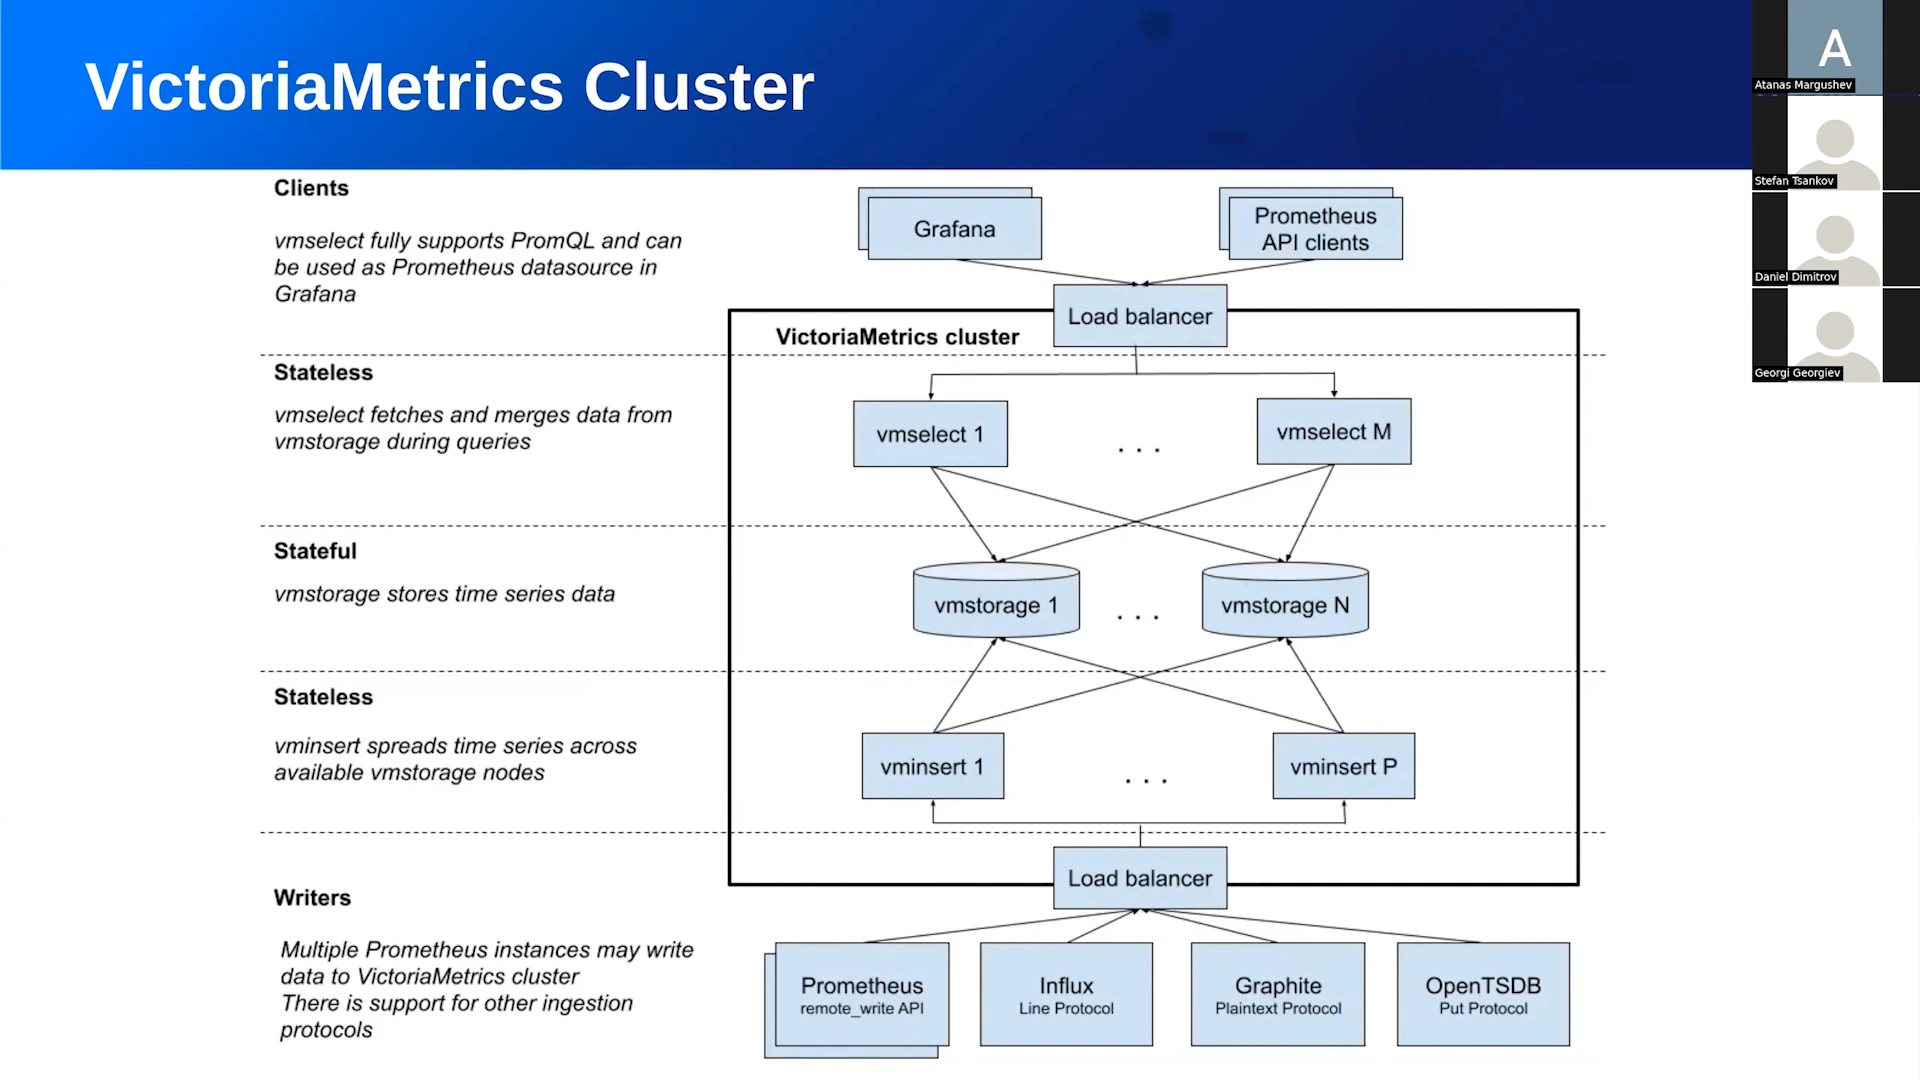 VictoriaMetrics Cluster
Clients
vmselect fully supports PromQL and can
be used as Prometheus datasource in
Grafana
Grafana
Prometheus
API clients
Load balancer
VictoriaMetrics cluster
Stateless
vmselect fetches and merges data from
vmstorage during queries
vmselect 1
. . .
vmselect M
Stateful
vmstorage stores time series data
vmstorage 1
. . .
vmstorage N
Stateless
vminsert spreads time series across
available vmstorage nodes
vminsert 1
. . .
vminsert P
Load balancer
Writers
Multiple Prometheus instances may write
data to VictoriaMetrics cluster
There is support for other ingestion
protocols
Prometheus
remote_write API
Influx
Line Protocol
Graphite
Plaintext Protocol
OpenTSDB
Put Protocol
A
Atanas Margushev
Stefan Tsankov
Daniel Dimitrov
Georgi Georgiev